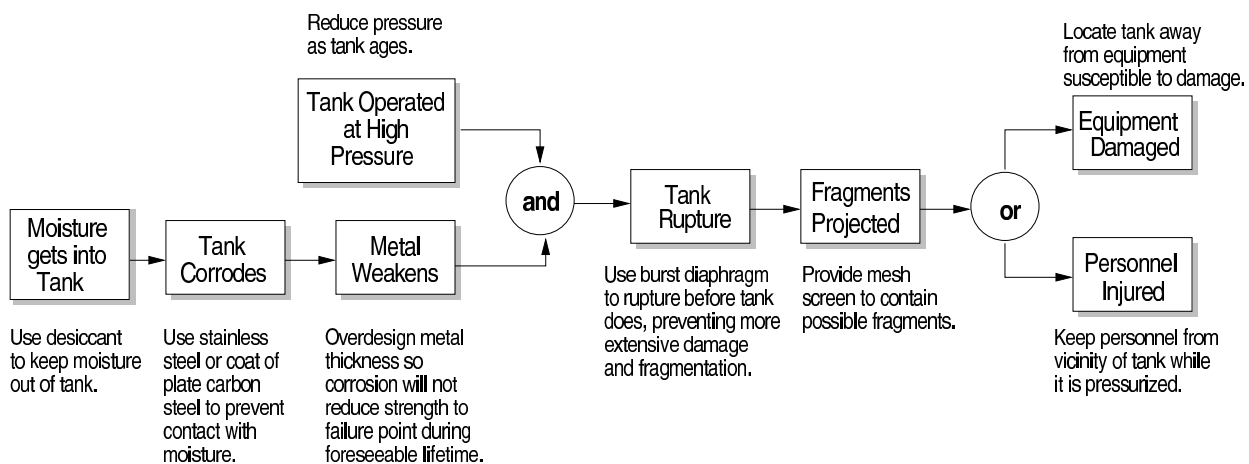 Reduce pressure
as tank ages.
Tank Operated
at High
Pressure
Moisture
gets into
Tank
Use desiccant
to keep moisture
out of tank.
Tank
Corrodes
Use stainless
steel or coat of
plate carbon
steel to prevent
contact with
moisture.
Metal
Weakens
Overdesign metal
thickness so
corrosion will not
reduce strength to
failure point during
foreseeable lifetime.
and
Tank
Rupture
Use burst diaphragm
to rupture before tank
does, preventing more
extensive damage
and fragmentation.
Fragments
Projected
Provide mesh
screen to contain
possible fragments.
or
Locate tank away
from equipment
susceptible to damage.
Equipment
Damaged
Personnel
Injured
Keep personnel from
vicinity of tank while
it is pressurized.